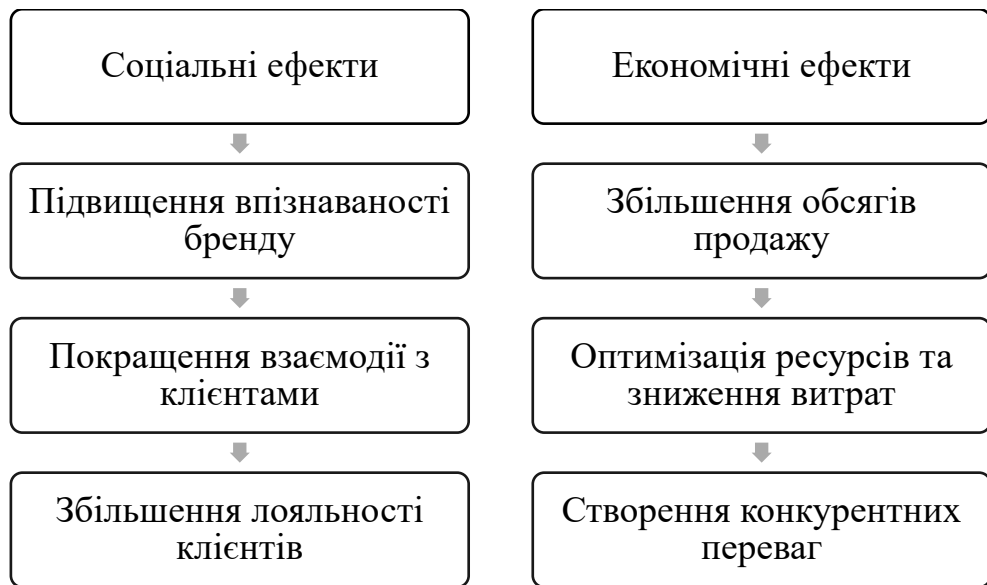 Соціальні ефекти
Підвищення впізнаваності
бренду
Покращення взаємодії з
клієнтами
Збільшення лояльності
клієнтів
Економічні ефекти
Збільшення обсягів
продажу
Оптимізація ресурсів та
зниження витрат
Створення конкурентних
переваг